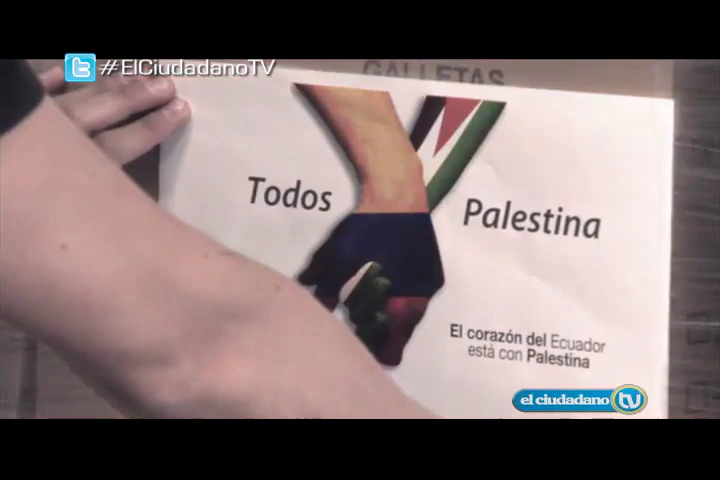 #ElCiudadanoTV
GALLETAS
Todos
Palestina
El corazón del Ecuador
está con Palestina
el ciudadano tv